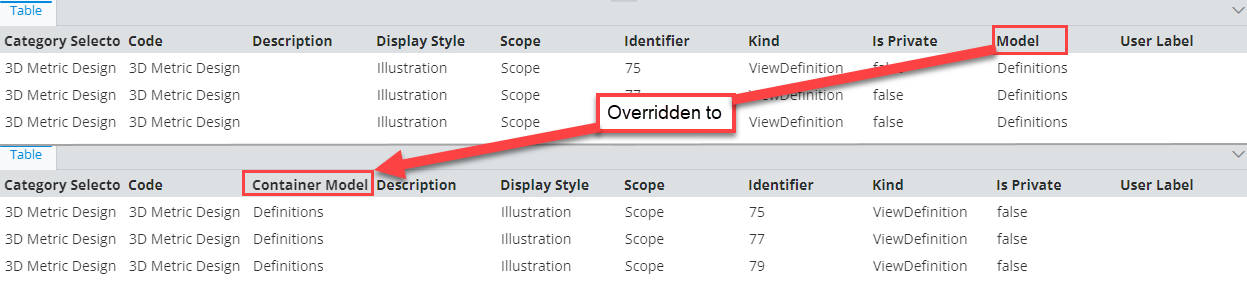 Table
Category Selecto Code Description Display Style Scope Identifier Kind Is Private Model User Label
3D Metric Design 3D Metric Design Illustration Scope 75 ViewDefinition false Definitions
3D Metric Design 3D Metric Design Illustration Scope 77 ViewDefinition false Definitions
3D Metric Design 3D Metric Design Illustration Scope ViewDefinition false Definitions
Overridden to
Table
Category Selecto Code Container Model Description Display Style Scope Identifier Kind Is Private User Label
3D Metric Design 3D Metric Design Definitions Illustration Scope 75 ViewDefinition false
3D Metric Design 3D Metric Design Definitions Illustration Scope 77 ViewDefinition false
3D Metric Design 3D Metric Design Definitions Illustration Scope 79 ViewDefinition false